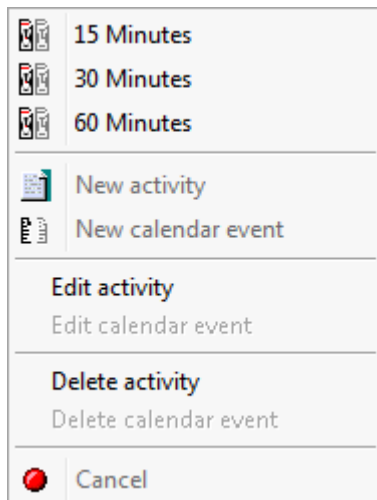 15 Minutes
30 Minutes
60 Minutes
New activity
New calendar event
Edit activity
Edit calendar event
Delete activity
Delete calendar event
Cancel